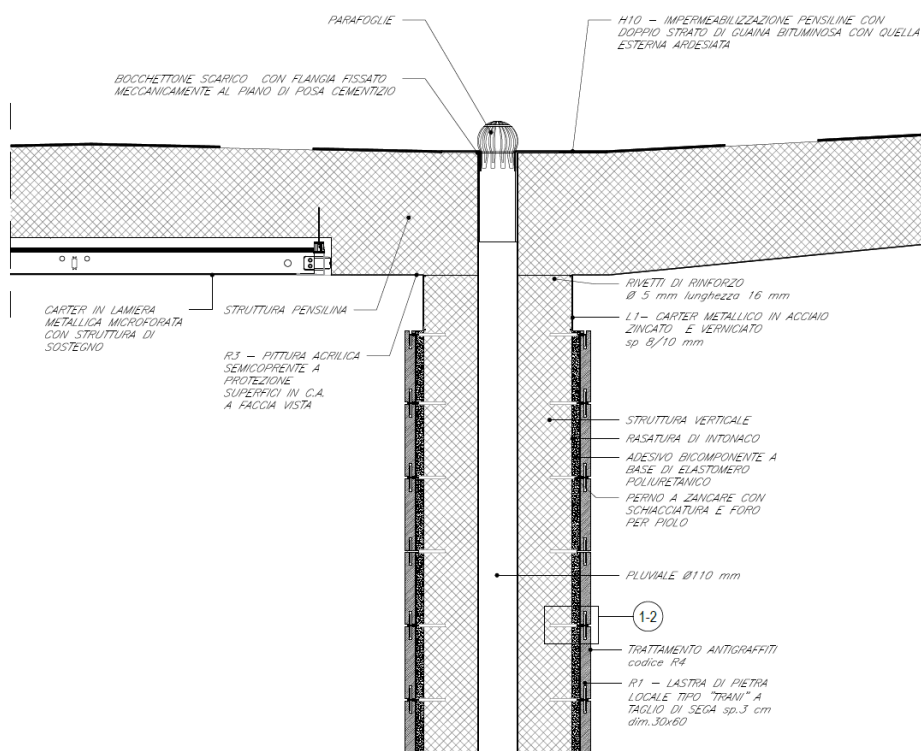 PARAFOGLIE
H10 – IMPERMEABILIZZAZIONE PENSILINE CON
DOPPIO STRATO DI GUAINA BITUMINOSA CON QUELLA
ESTERNA ARDESIATA
BOCCHETTONE SCARICO CON FLANGIA FISSATO
MECCANICAMENTE AL PIANO DI POSA CEMENTIZIO
CARTER IN LAMIERA
METALLICA MICROFORATA
CON STRUTTURA DI
SOSTEGNO
STRUTTURA PENSILINA
R3 – PITTURA ACRILICA
SEMICOPRENTE A
PROTEZIONE
SUPERFICI IN C.A.
A FACCIA VISTA
RIVETTI DI RINFORZO
Ø 5 mm lunghezza 16 mm
L1– CARTER METALLICO IN ACCIAIO
ZINCATO E VERNICIATO
sp 8/10 mm
STRUTTURA VERTICALE
RASATURA DI INTONACO
ADESIVO BICOMPONENTE A
BASE DI ELASTOMERO
POLIURETANICO
PERNO A ZANCARE CON
SCHIACCIATURA E FORO
PER PIOLO
PLUVIALE Ø110 mm
1-2
TRATTAMENTO ANTIGRAFFITI
codice R4
R1 – LASTRA DI PIETRA
LOCALE TIPO "TRANI" A
TAGLIO DI SEGA sp.3 cm
dim.30x60